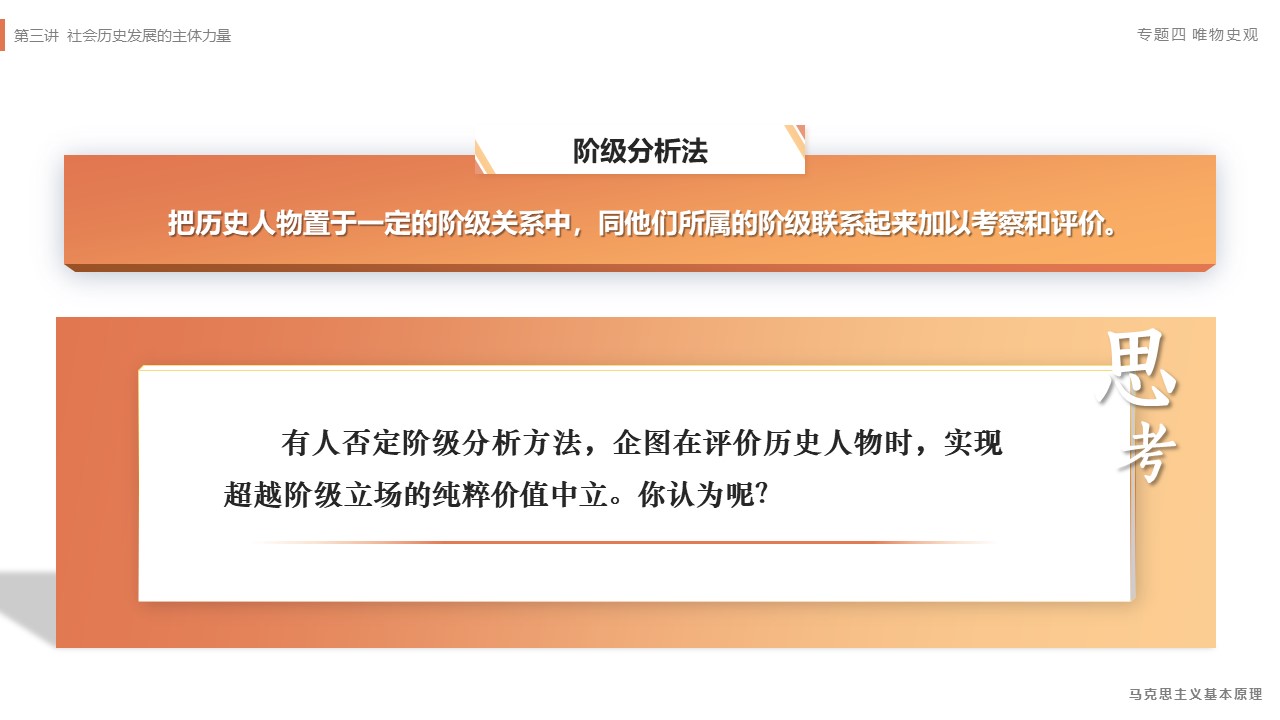 第三讲 社会历史发展的主体力量
专题四 唯物史观
阶级分析法
把历史人物置于一定的阶级关系中，同他们所属的阶级联系起来加以考察和评价。
思考
有人否定阶级分析方法，企图在评价历史人物时，实现
超越阶级立场的纯粹价值中立。你认为呢？
马克思主义基本原理